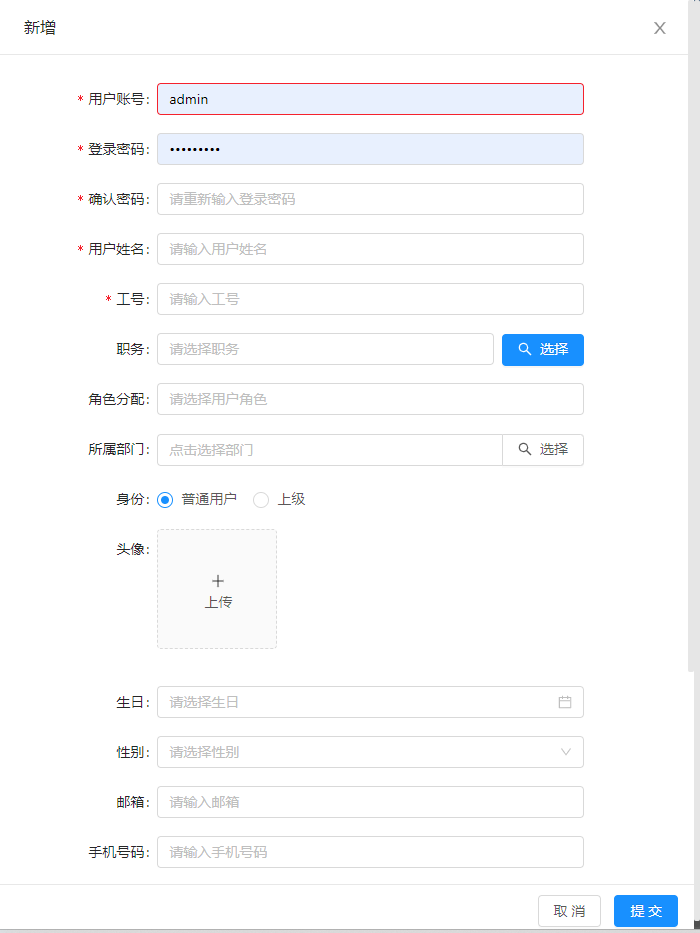 新增
* 用户账号: admin
* 登录密码: •••••••••
* 确认密码: 请重新输入登录密码
* 用户姓名: 请输入用户姓名
* 工号: 请输入工号
职务: 请选择职务 选择
角色分配: 请选择用户角色
所属部门: 点击选择部门 选择
身份: 普通用户 上级
头像:
上传
生日: 请选择生日
性别: 请选择性别
邮箱: 请输入邮箱
手机号码: 请输入手机号码
取 消 提 交